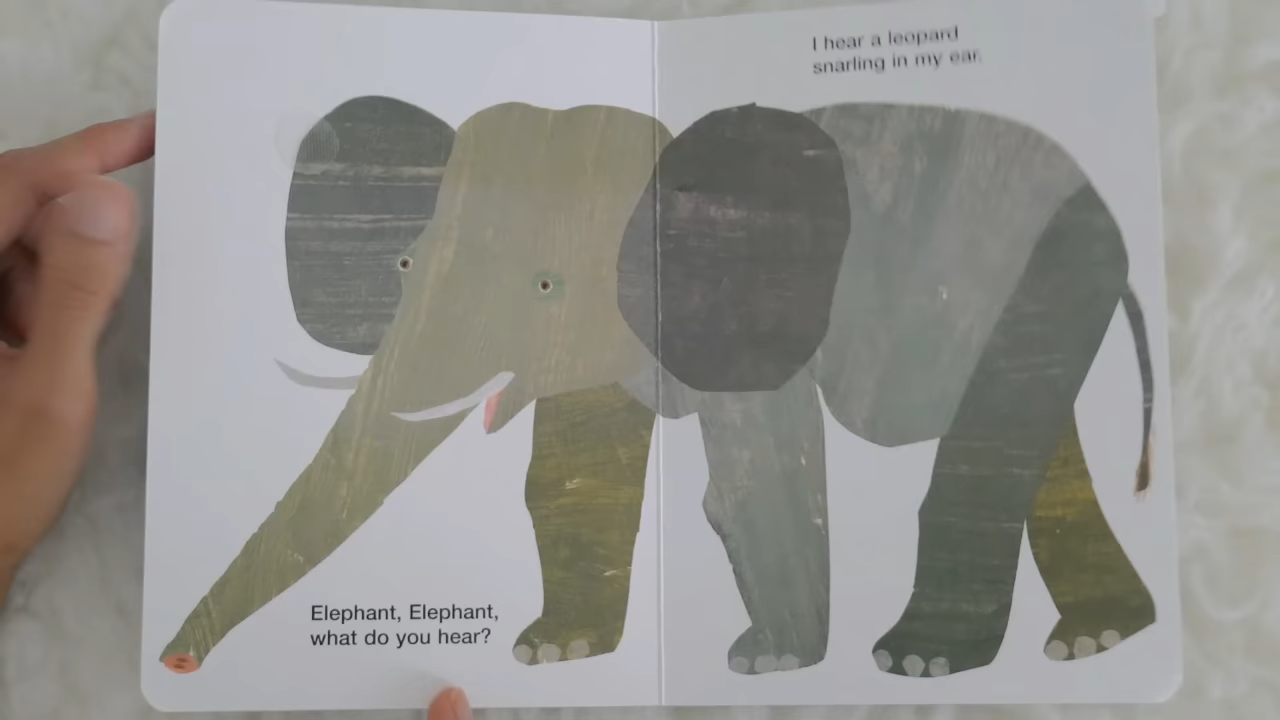 Elephant, Elephant,
what do you hear?
I hear a leopard
snarling in my ear.